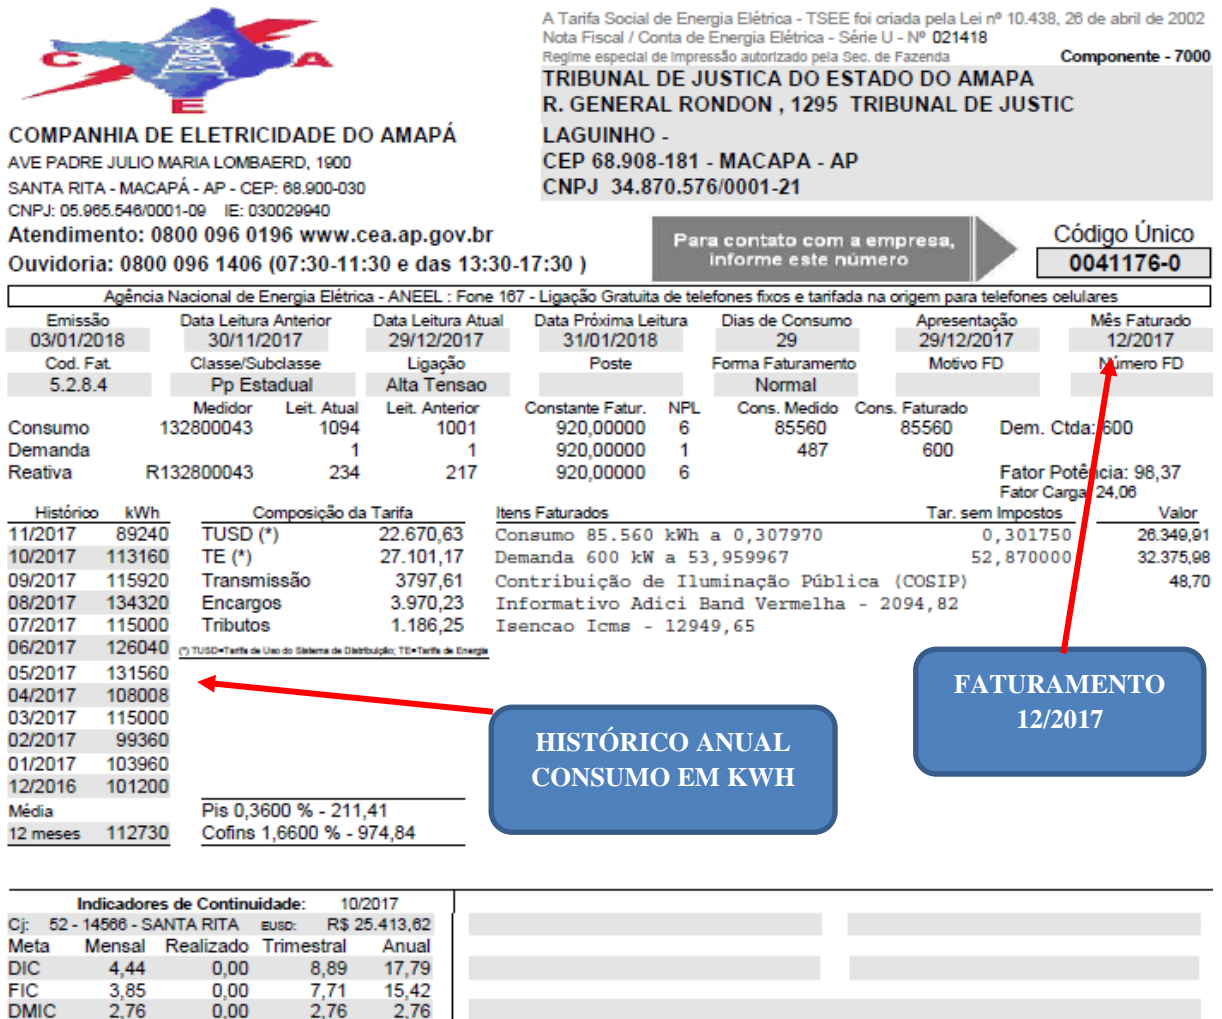 C E A
COMPANHIA DE ELETRICIDADE DO AMAPÁ
AVE PADRE JULIO MARIA LOMBAERD, 1900
SANTA RITA - MACAPÁ - AP - CEP: 68.900-030
CNPJ: 05.965.546/0001-09 IE: 030029940
Atendimento: 0800 096 0196 www.cea.ap.gov.br
Ouvidoria: 0800 096 1406 (07:30-11:30 e das 13:30-17:30 )
A Tarifa Social de Energia Elétrica - TSEE foi criada pela Lei nº 10.438, 26 de abril de 2002
Nota Fiscal / Conta de Energia Elétrica - Série U - Nº 021418
Regime especial de impressão autorizado pela Sec. de Fazenda Componente - 7000
TRIBUNAL DE JUSTICA DO ESTADO DO AMAPA
R. GENERAL RONDON , 1295 TRIBUNAL DE JUSTIC
LAGUINHO -
CEP 68.908-181 - MACAPA - AP
CNPJ 34.870.576/0001-21
Para contato com a empresa,
informe este número
Código Único
0041176-0
Agência Nacional de Energia Elétrica - ANEEL : Fone 167 - Ligação Gratuita de telefones fixos e tarifada na origem para telefones celulares
Emissão Data Leitura Anterior Data Leitura Atual Data Próxima Leitura Dias de Consumo Apresentação Mês Faturado
03/01/2018 30/11/2017 29/12/2017 31/01/2018 29 29/12/2017 12/2017
Cod. Fat. Classe/Subclasse Ligação Poste Forma Faturamento Motivo FD Número FD
5.2.8.4 Pp Estadual Alta Tensao Normal
Medidor Leit. Atual Leit. Anterior Constante Fatur. NPL Cons. Medido Cons. Faturado
Consumo 132800043 1094 1001 920,00000 6 85560 85560 Dem. Ctda: 600
Demanda 1 1 920,00000 1 487 600
Reativa R132800043 234 217 920,00000 6 Fator Potência: 98,37
Fator Carga: 24,06
Histórico kWh Composição da Tarifa Itens Faturados Tar. sem Impostos Valor
11/2017 89240 TUSD (*) 22.670,63 Consumo 85.560 kWh a 0,307970 0,301750 26.349,91
10/2017 113160 TE (*) 27.101,17 Demanda 600 kW a 53,959967 52,870000 32.375,98
09/2017 115920 Transmissão 3797,61 Contribuição de Iluminação Pública (COSIP) 48,70
08/2017 134320 Encargos 3.970,23 Informativo Adici Band Vermelha - 2094,82
07/2017 115000 Tributos 1.186,25 Isencao Icms - 12949,65
06/2017 126040 (*) TUSD=Tarifa de Uso do Sistema de Distribuição; TE=Tarifa de Energia
05/2017 131560
04/2017 108008
03/2017 115000
02/2017 99360
01/2017 103960
12/2016 101200
Média Pis 0,3600 % - 211,41
12 meses 112730 Cofins 1,6600 % - 974,84
FATURAMENTO
12/2017
HISTÓRICO ANUAL
CONSUMO EM KWH
Indicadores de Continuidade: 10/2017
Cj: 52 - 14566 - SANTA RITA EUSD: R$ 25.413,62
Meta Mensal Realizado Trimestral Anual
DIC 4,44 0,00 8,89 17,79
FIC 3,85 0,00 7,71 15,42
DMIC 2,76 0,00 2,76 2,76